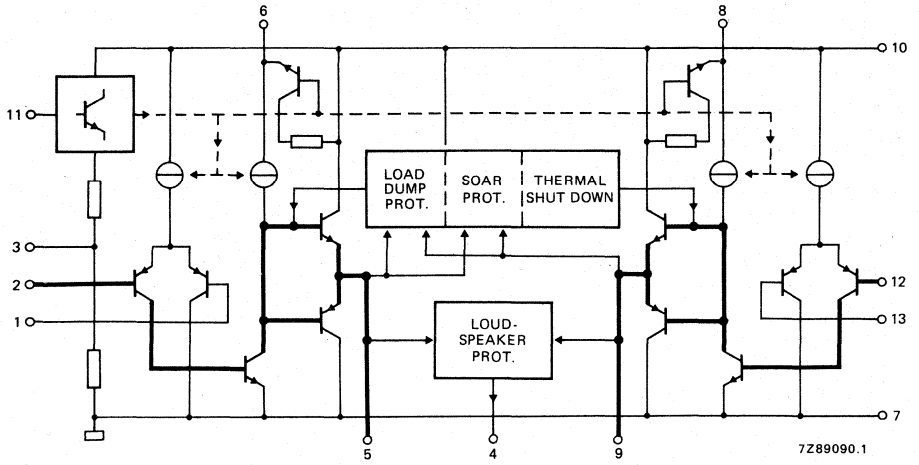 6
8
10
11
LOAD
DUMP
PROT.
SOAR
PROT.
THERMAL
SHUT DOWN
3
2
12
1
13
LOUD-
SPEAKER
PROT.
7
5
4
9
7Z89090.1